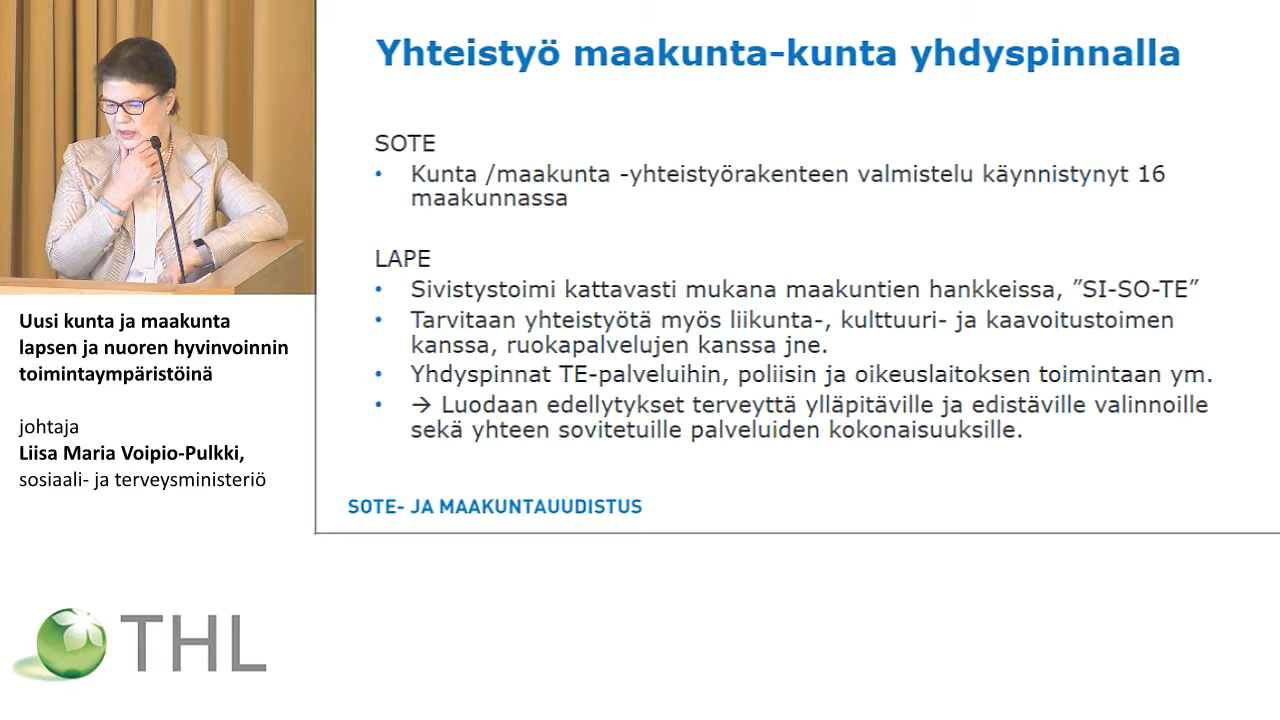 Yhteistyö maakunta-kunta yhdyspinnalla
SOTE
• Kunta /maakunta -yhteistyörakenteen valmistelu käynnistynyt 16
maakunnassa
LAPE
• Sivistystoimi kattavasti mukana maakuntien hankkeissa, ”SI-SO-TE”
• Tarvitaan yhteistyötä myös liikunta-, kulttuuri- ja kaavoitustoimen
kanssa, ruokapalvelujen kanssa jne.
• Yhdyspinnat TE-palveluihin, poliisin ja oikeuslaitoksen toimintaan ym.
• → Luodaan edellytykset terveyttä ylläpitäville ja edistäville valinnoille
sekä yhteen sovitetuille palveluiden kokonaisuuksille.
SOTE- JA MAAKUNTAUUDISTUS
Uusi kunta ja maakunta
lapsen ja nuoren hyvinvoinnin
toimintaympäristöinä
johtaja
Liisa Maria Voipio-Pulkki,
sosiaali- ja terveysministeriö
THL